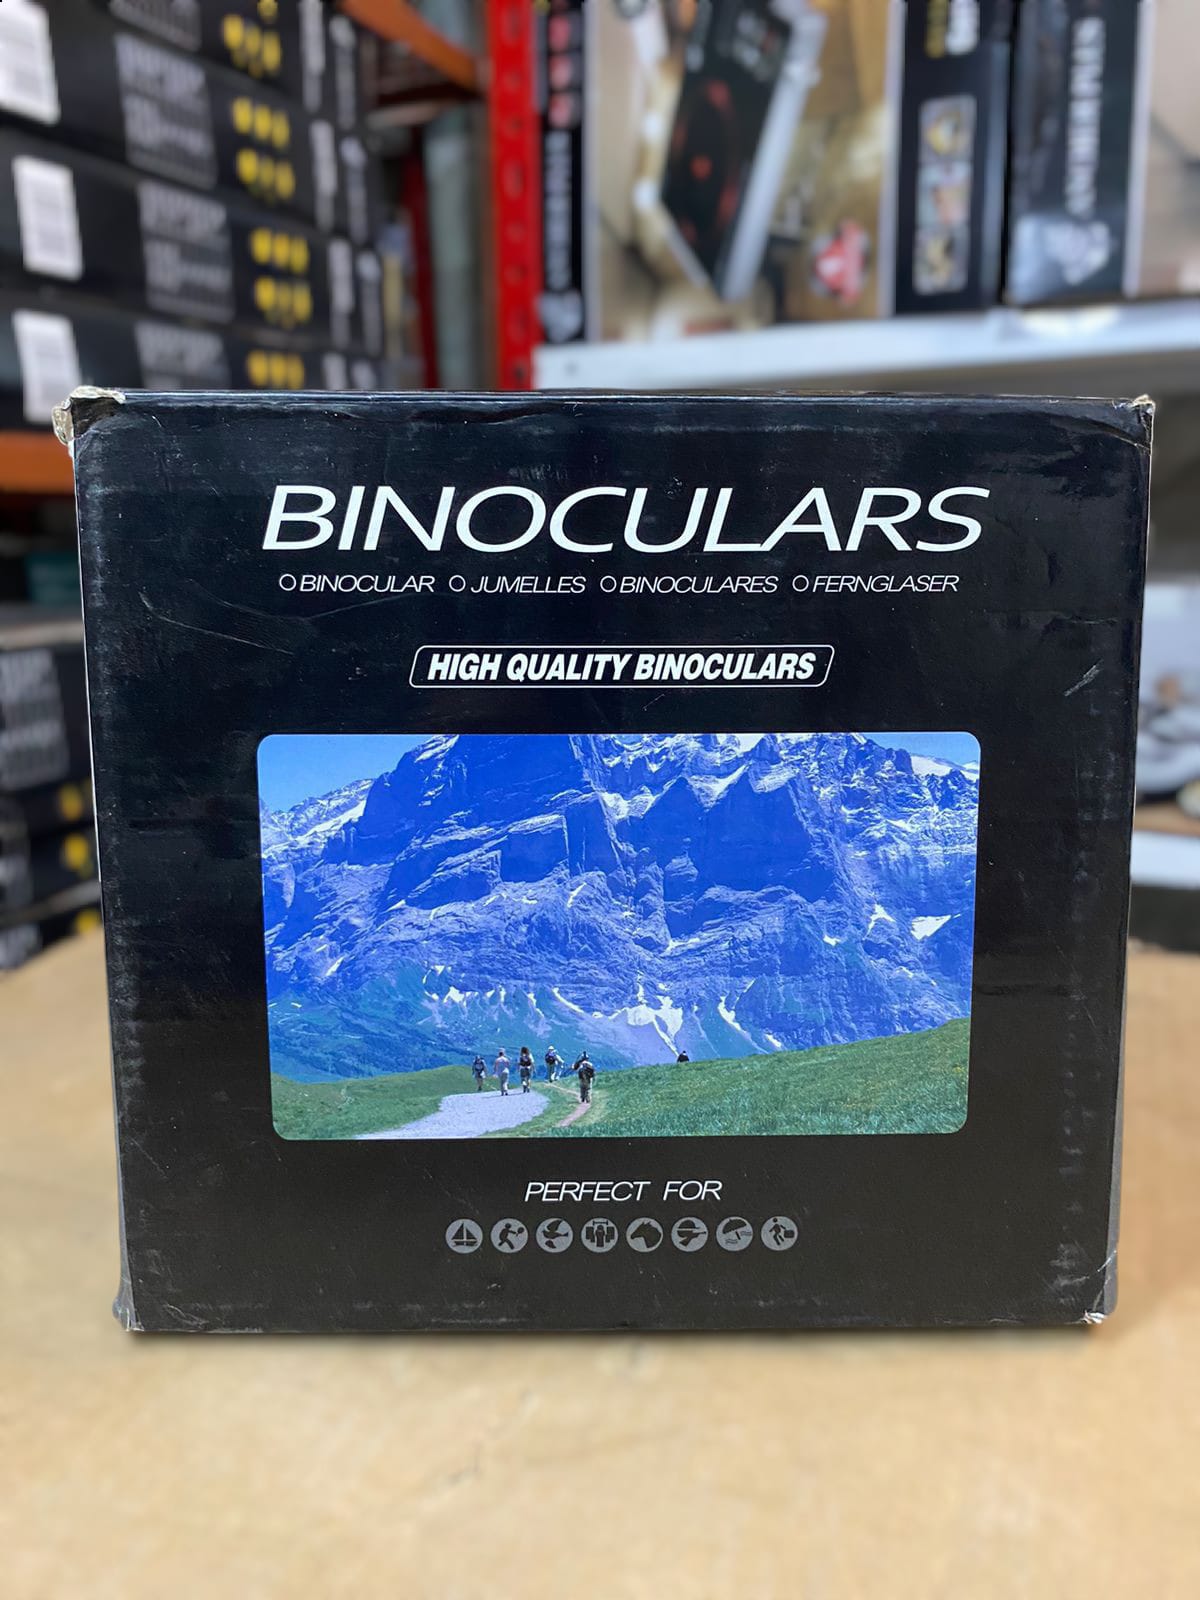 BINOCULARS
BINOCULAR JUMELLES BINOCULARES FERNGLASER
HIGH QUALITY BINOCULARS
PERFECT FOR